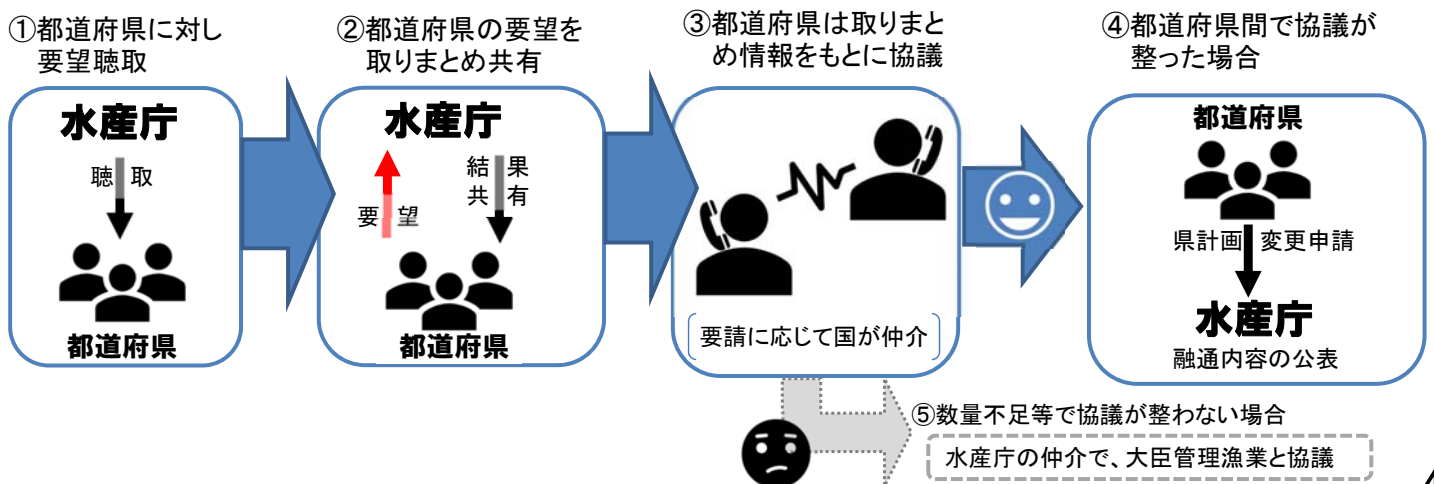 ①都道府県に対し
要望聴取
水産庁
聴取
都道府県
②都道府県の要望を
取りまとめ共有
水産庁
要望
結果
共有
都道府県
③都道府県は取りまと
め情報をもとに協議
要請に応じて国が仲介
④都道府県間で協議が
整った場合
都道府県
県計画変更申請
水産庁
融通内容の公表
⑤数量不足等で協議が整わない場合
水産庁の仲介で、大臣管理漁業と協議